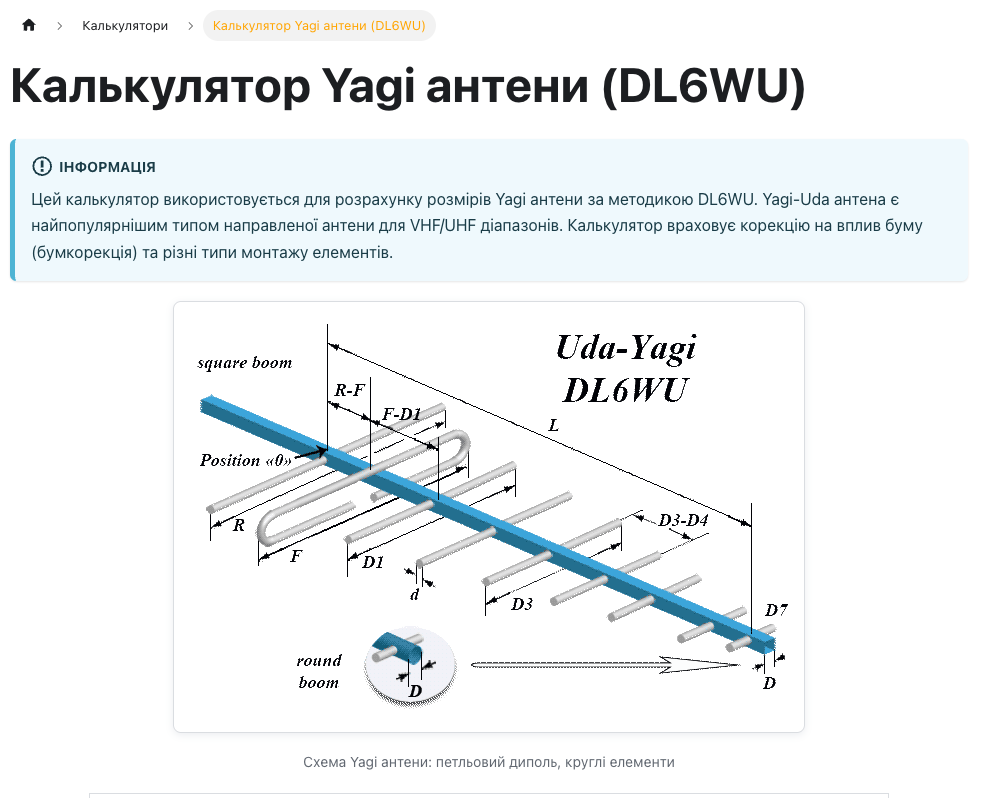 Калькулятори
Калькулятор Yagi антени (DL6WU)
Калькулятор Yagi антени (DL6WU)
ІНФОРМАЦІЯ
Цей калькулятор використовується для розрахунку розмірів Yagi антени за методикою DL6WU. Yagi-Uda антена є
найпопулярнішим типом направленої антени для VHF/UHF діапазонів. Калькулятор враховує корекцію на вплив буму
(бумкорекція) та різні типи монтажу елементів.
Uda-Yagi
DL6WU
square boom
R-F
F-D1
L
Position «0»
R
F
D1
d
D3
D3-D4
D7
D
round
boom
D
Схема Yagi антени: петльовий диполь, круглі елементи